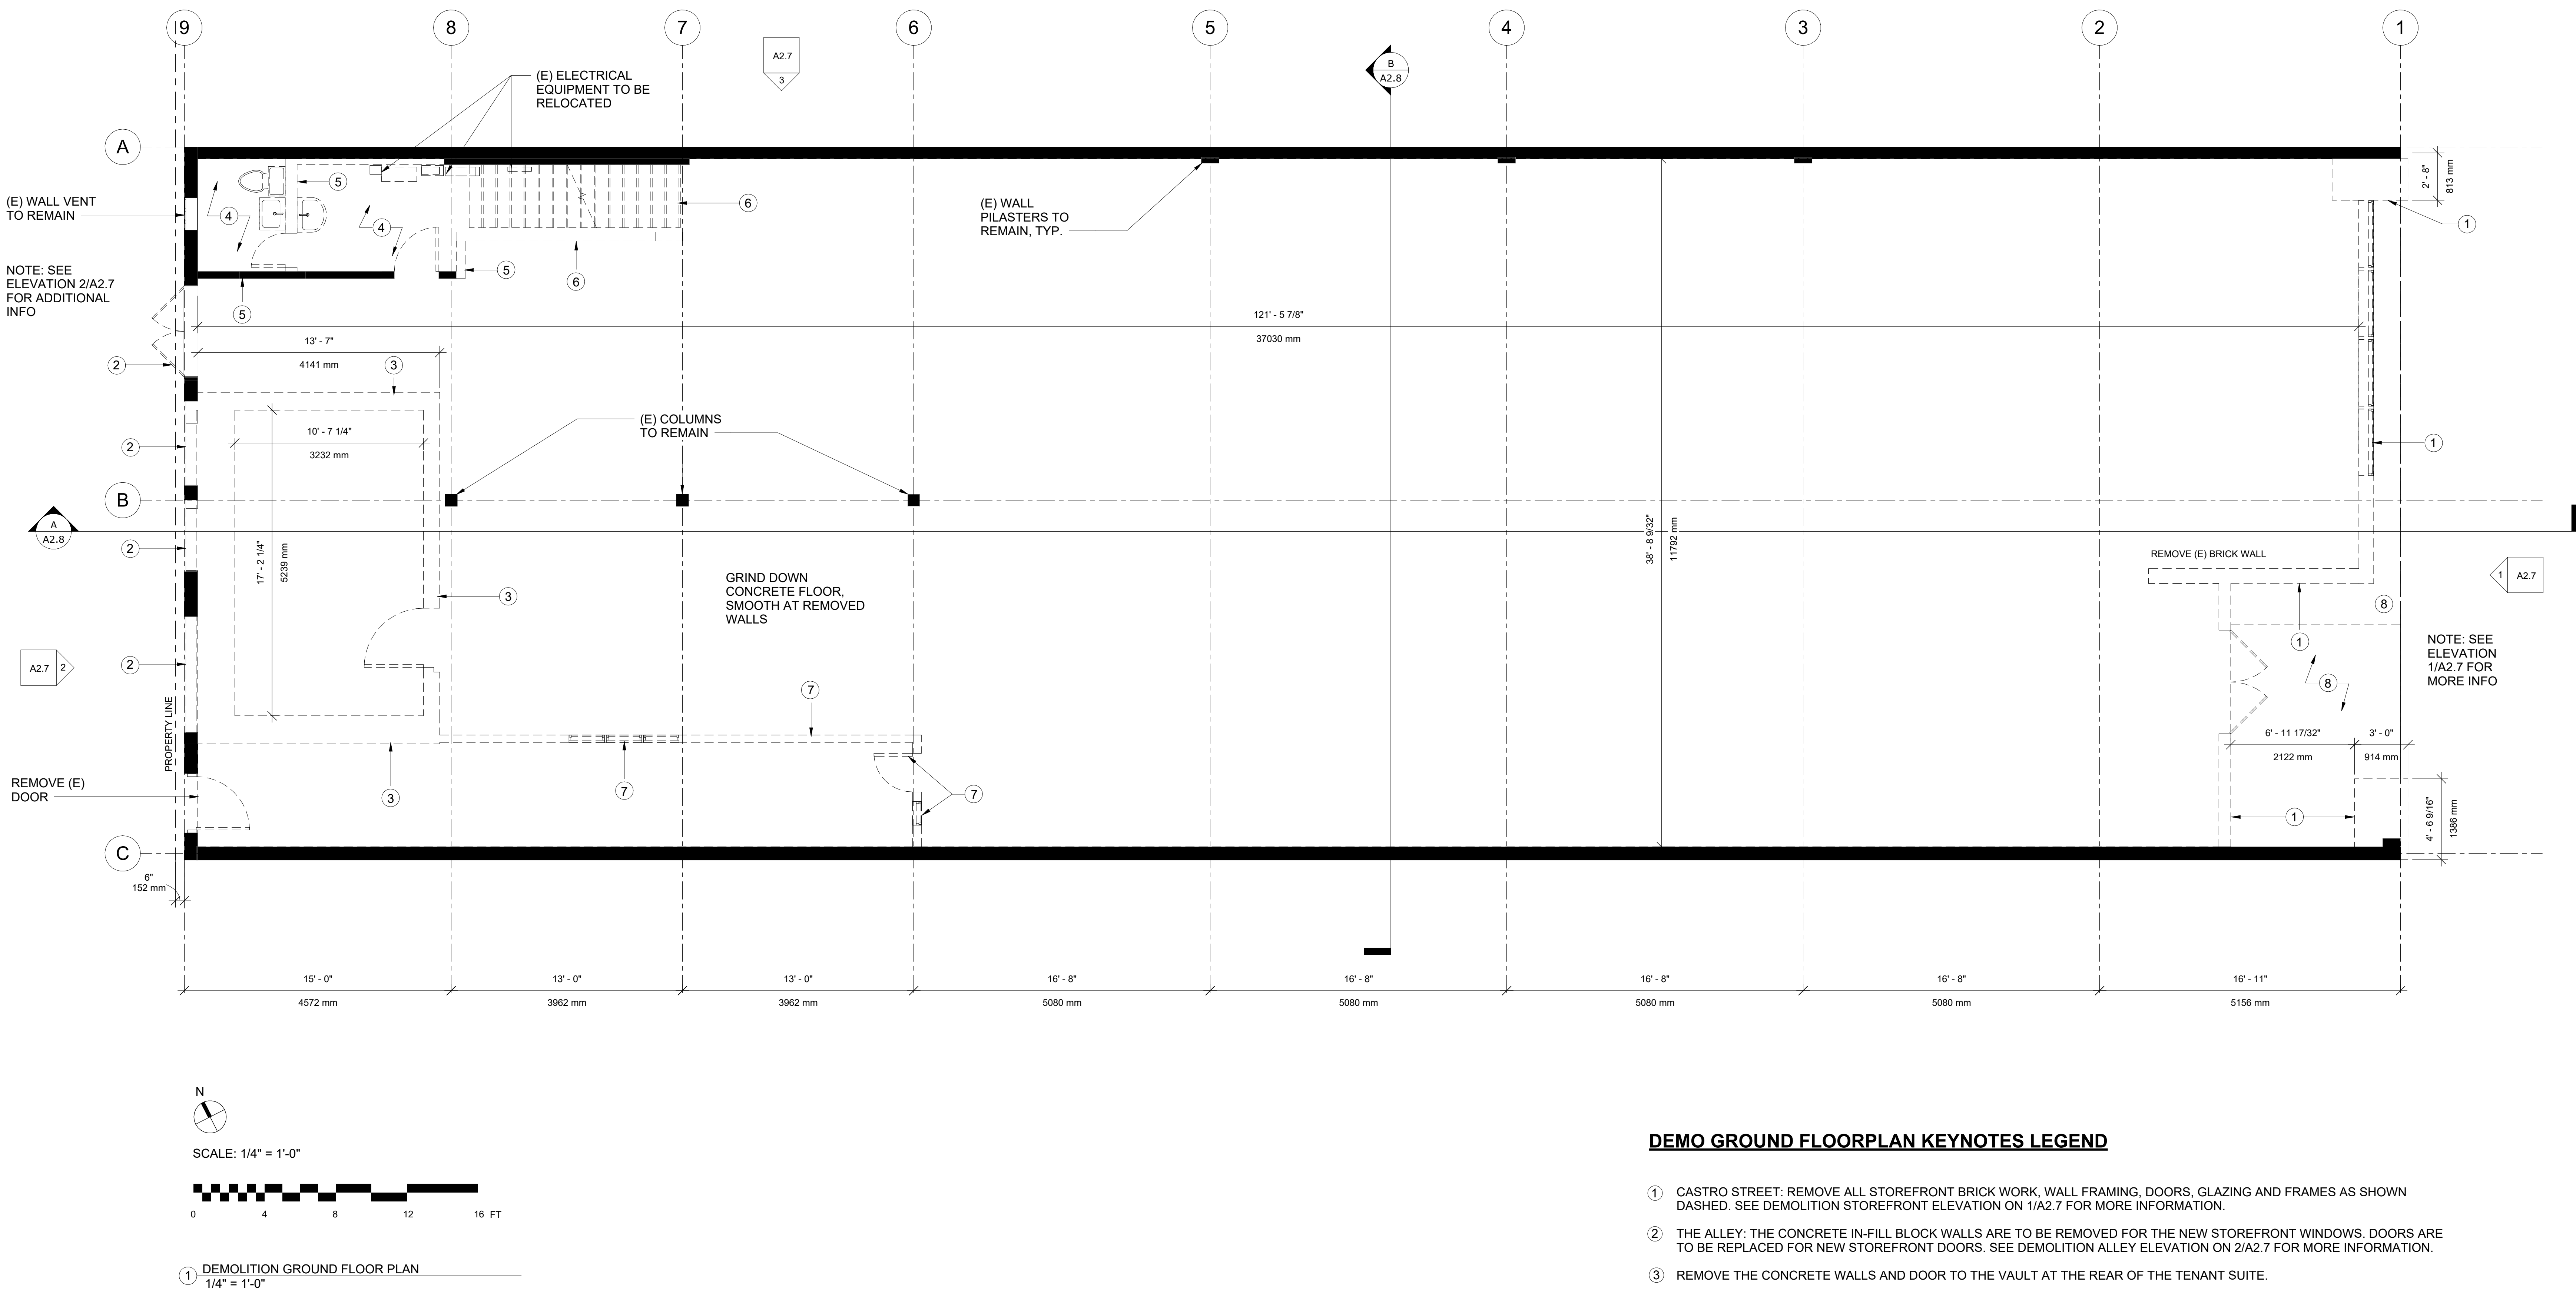 9
8
7
6
5
4
3
2
1
A2.7
3
B
A2.8
(E) ELECTRICAL
EQUIPMENT TO BE
RELOCATED
A
5
4
4
6
(E) WALL VENT
TO REMAIN
(E) WALL
PILASTERS TO
REMAIN, TYP.
2' - 8"
813 mm
1
NOTE: SEE
ELEVATION 2/A2.7
FOR ADDITIONAL
INFO
5
6
5
121' - 5 7/8"
37030 mm
13' - 7"
4141 mm
2
3
(E) COLUMNS
TO REMAIN
10' - 7 1/4"
3232 mm
2
1
B
A
A2.8
2
17' - 2 1/4"
5239 mm
38' - 8 9/32"
11792 mm
REMOVE (E) BRICK WALL
1
A2.7
GRIND DOWN
CONCRETE FLOOR,
SMOOTH AT REMOVED
WALLS
3
8
1
NOTE: SEE
ELEVATION
1/A2.7 FOR
MORE INFO
A2.7
2
2
8
7
PROPERTY LINE
6' - 11 17/32"
2122 mm
3' - 0"
914 mm
REMOVE (E)
DOOR
3
7
7
1
4' - 6 9/16"
1386 mm
C
6"
152 mm
15' - 0"
4572 mm
13' - 0"
3962 mm
13' - 0"
3962 mm
16' - 8"
5080 mm
16' - 8"
5080 mm
16' - 8"
5080 mm
16' - 8"
5080 mm
16' - 11"
5156 mm
N
SCALE: 1/4" = 1'-0"
0 4 8 12 16 FT
1 DEMOLITION GROUND FLOOR PLAN
1/4" = 1'-0"
DEMO GROUND FLOORPLAN KEYNOTES LEGEND
1 CASTRO STREET: REMOVE ALL STOREFRONT BRICK WORK, WALL FRAMING, DOORS, GLAZING AND FRAMES AS SHOWN
DASHED. SEE DEMOLITION STOREFRONT ELEVATION ON 1/A2.7 FOR MORE INFORMATION.
2 THE ALLEY: THE CONCRETE IN-FILL BLOCK WALLS ARE TO BE REMOVED FOR THE NEW STOREFRONT WINDOWS. DOORS ARE
TO BE REPLACED FOR NEW STOREFRONT DOORS. SEE DEMOLITION ALLEY ELEVATION ON 2/A2.7 FOR MORE INFORMATION.
3 REMOVE THE CONCRETE WALLS AND DOOR TO THE VAULT AT THE REAR OF THE TENANT SUITE.